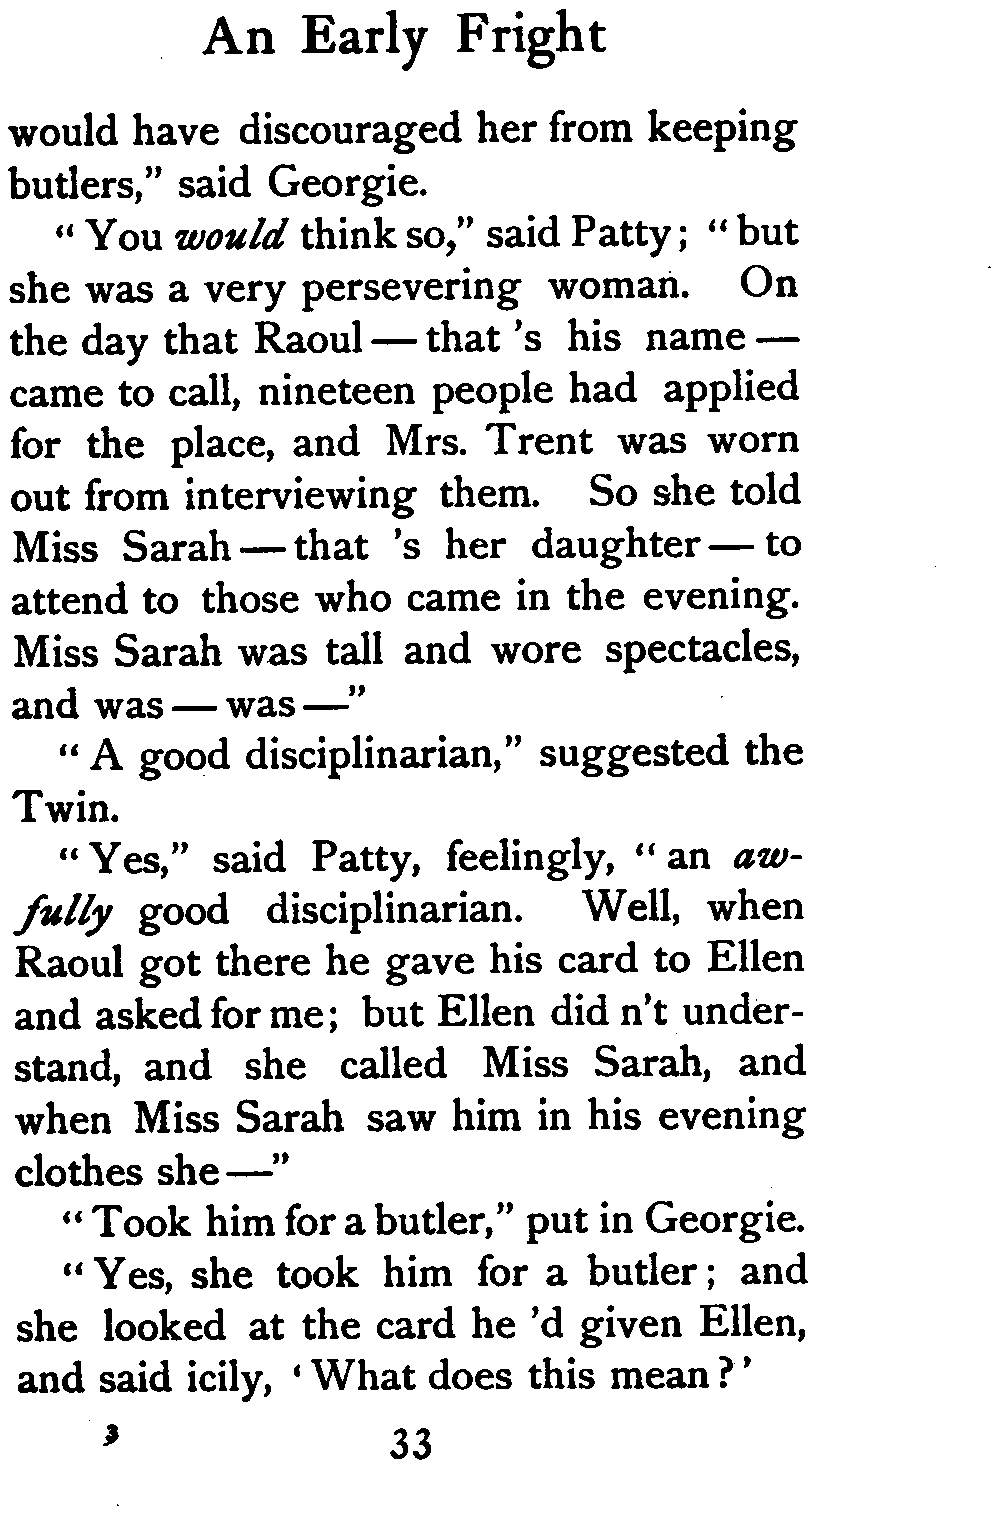 An Early Fright
would have discouraged her from keeping
butlers,” said Georgie.
“ You would think so,” said Patty ; “ but
she was a very persevering woman. On
the day that Raoul — that ’s his name —
came to call, nineteen people had applied
for the place, and Mrs. Trent was worn
out from interviewing them. So she told
Miss Sarah — that ’s her daughter — to
attend to those who came in the evening.
Miss Sarah was tall and wore spectacles,
and was — was —”
“ A good disciplinarian,” suggested the
Twin.
“ Yes,” said Patty, feelingly, “ an aw-
fully good disciplinarian. Well, when
Raoul got there he gave his card to Ellen
and asked for me ; but Ellen did n’t under-
stand, and she called Miss Sarah, and
when Miss Sarah saw him in his evening
clothes she —”
“ Took him for a butler,” put in Georgie.
“ Yes, she took him for a butler ; and
she looked at the card he ’d given Ellen,
and said icily, ‘ What does this mean ? ’
3 33